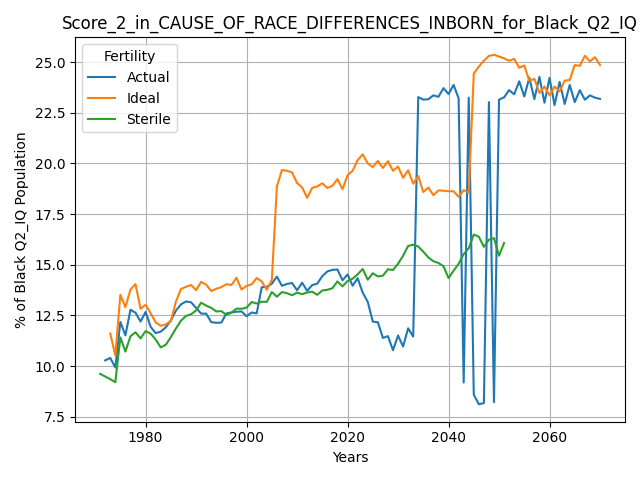 Score_2_in_CAUSE_OF_RACE_DIFFERENCES_INBORN_for_Black_Q2_IQ
Fertility
Actual
Ideal
Sterile
25.0
22.5
20.0
17.5
15.0
12.5
10.0
7.5
% of Black Q2_IQ Population
1980
2000
2020
2040
2060
Years